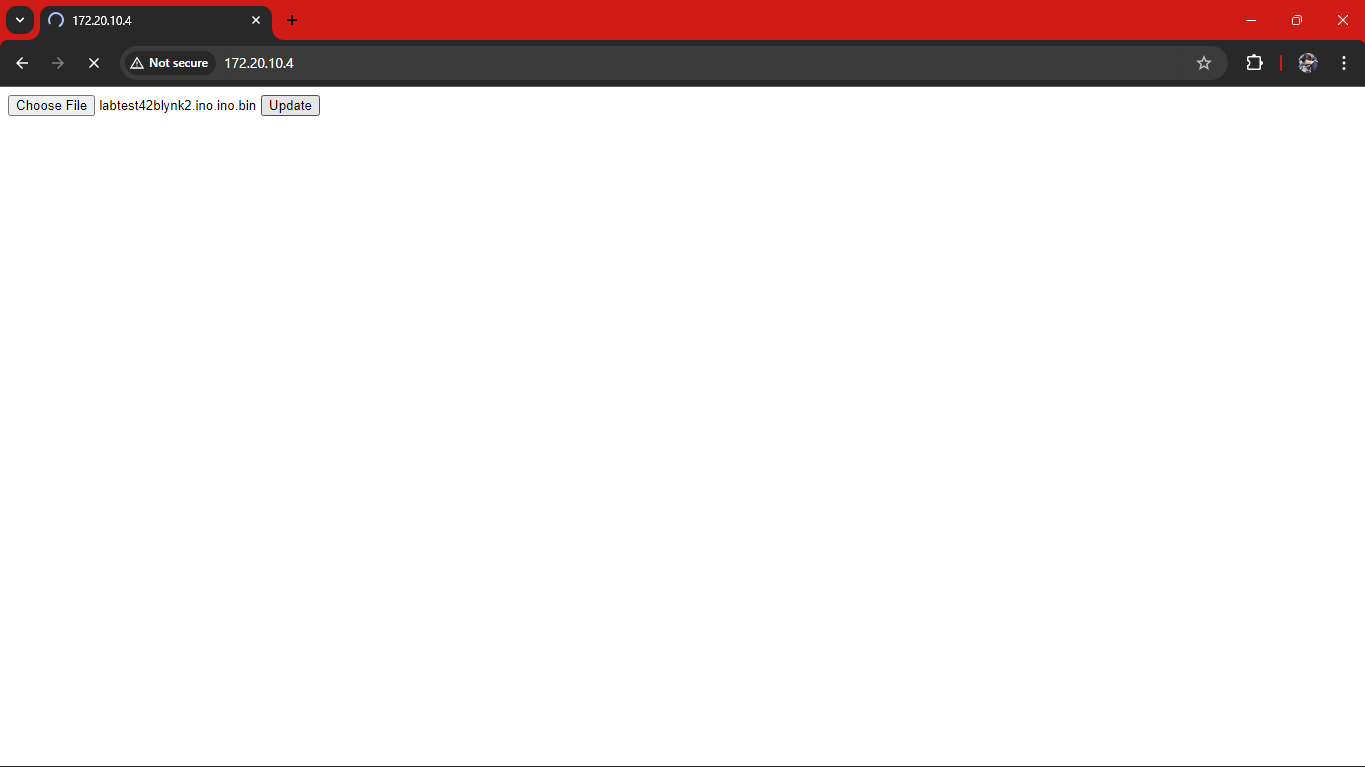 172.20.10.4
Not secure 172.20.10.4
Choose File labtest42blynk2.ino.ino.bin Update